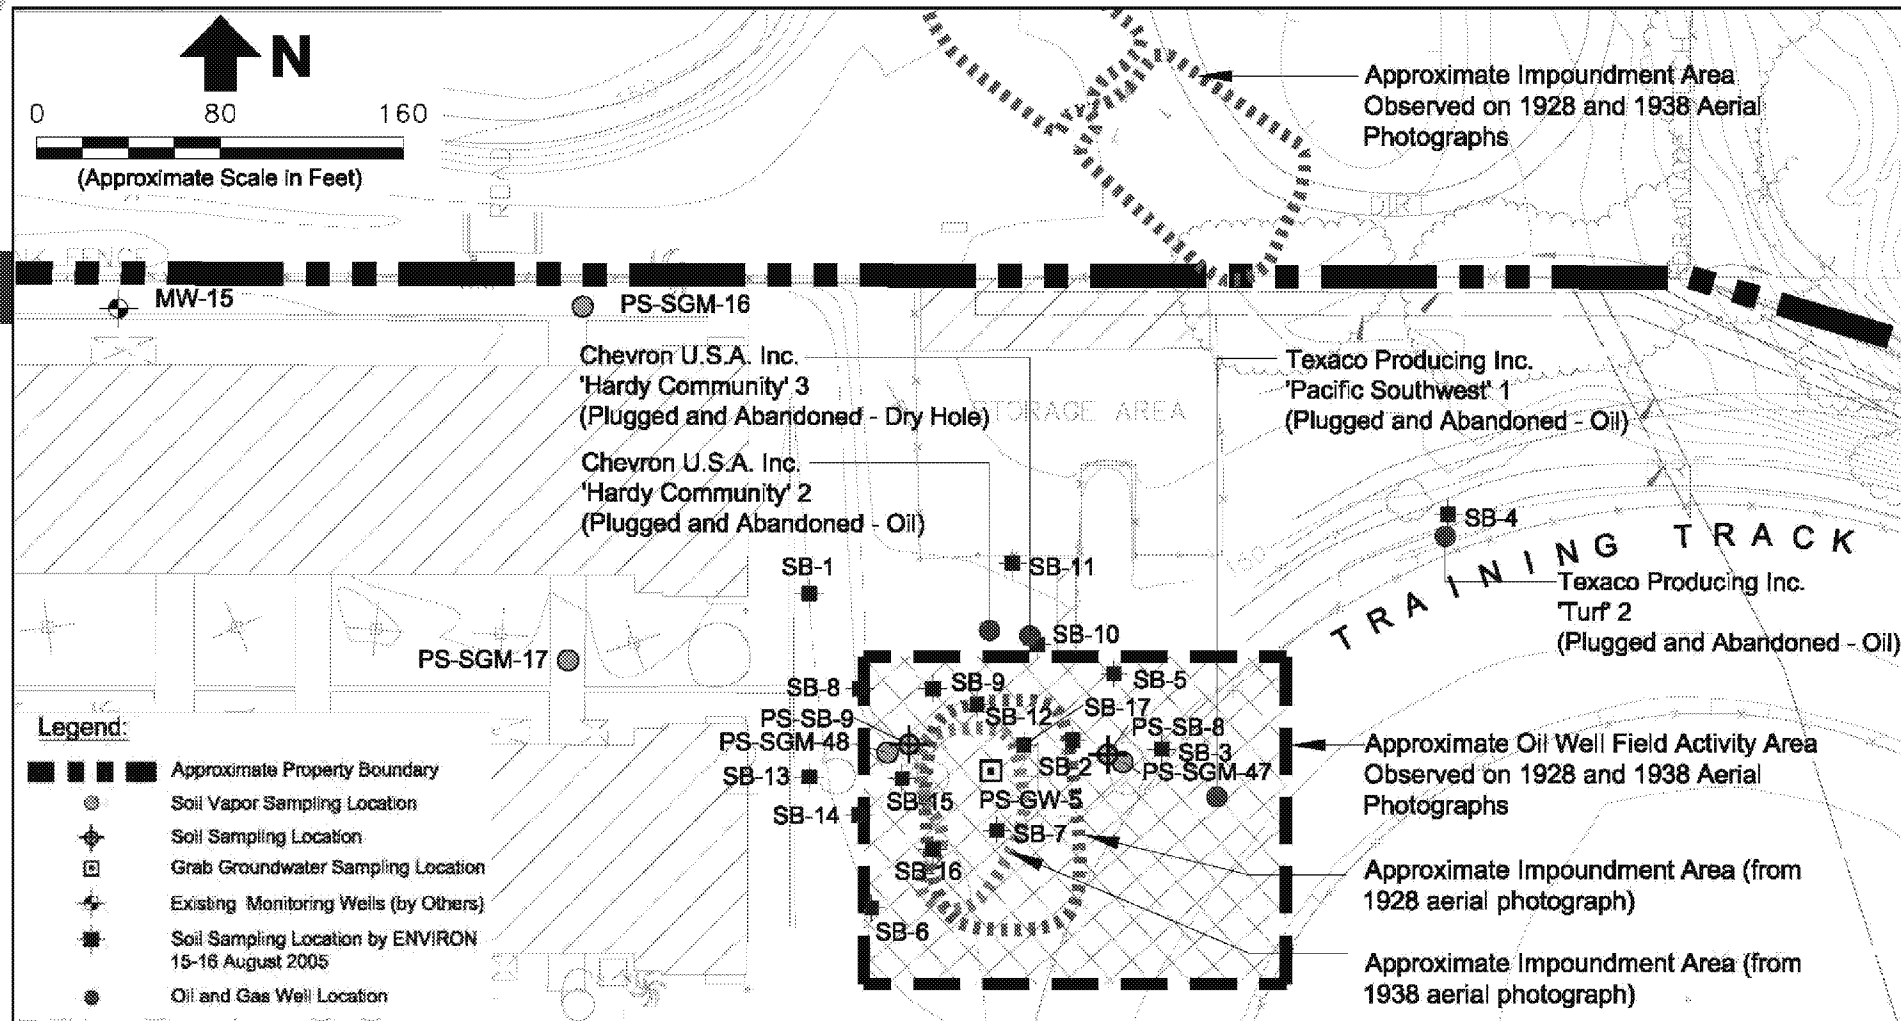 N
0 80 160
(Approximate Scale in Feet)
Approximate Impoundment Area
Observed on 1928 and 1938 Aerial
Photographs
DIRT
FENCE
MW-15
PS-SGM-16
Chevron U.S.A. Inc.
'Hardy Community' 3
(Plugged and Abandoned - Dry Hole)
STORAGE AREA
Texaco Producing Inc.
'Pacific Southwest' 1
(Plugged and Abandoned - Oil)
Chevron U.S.A. Inc.
'Hardy Community' 2
(Plugged and Abandoned - Oil)
SB-4
TRAINING TRACK
SB-1
SB-11
Texaco Producing Inc.
'Turf' 2
(Plugged and Abandoned - Oil)
SB-10
PS-SGM-17
SB-8
SB-9
SB-5
SB-12
SB-17
PS-SB-9
PS-SB-8
PS-SGM-48
SB-2
SB-3
PS-SGM-47
SB-13
SB-15
PS-GW-5
SB-14
SB-7
SB-16
SB-6
Approximate Oil Well Field Activity Area
Observed on 1928 and 1938 Aerial
Photographs
Approximate Impoundment Area (from
1928 aerial photograph)
Approximate Impoundment Area (from
1938 aerial photograph)
Legend:
Approximate Property Boundary
Soil Vapor Sampling Location
Soil Sampling Location
Grab Groundwater Sampling Location
Existing Monitoring Wells (by Others)
Soil Sampling Location by ENVIRON
15-16 August 2005
Oil and Gas Well Location